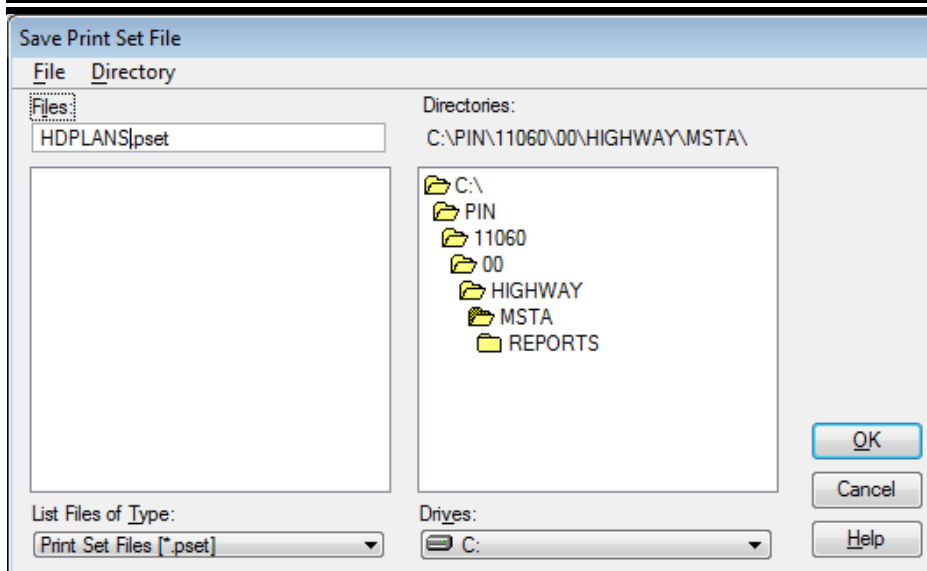 Save Print Set File
File Directory
Files:
HDPLANS.pset
Directories:
C:\PIN\11060\00\HIGHWAY\MSTA\
C:\
PIN
11060
00
HIGHWAY
MSTA
REPORTS
OK
Cancel
Help
List Files of Type:
Print Set Files [*.pset]
Drives:
C: